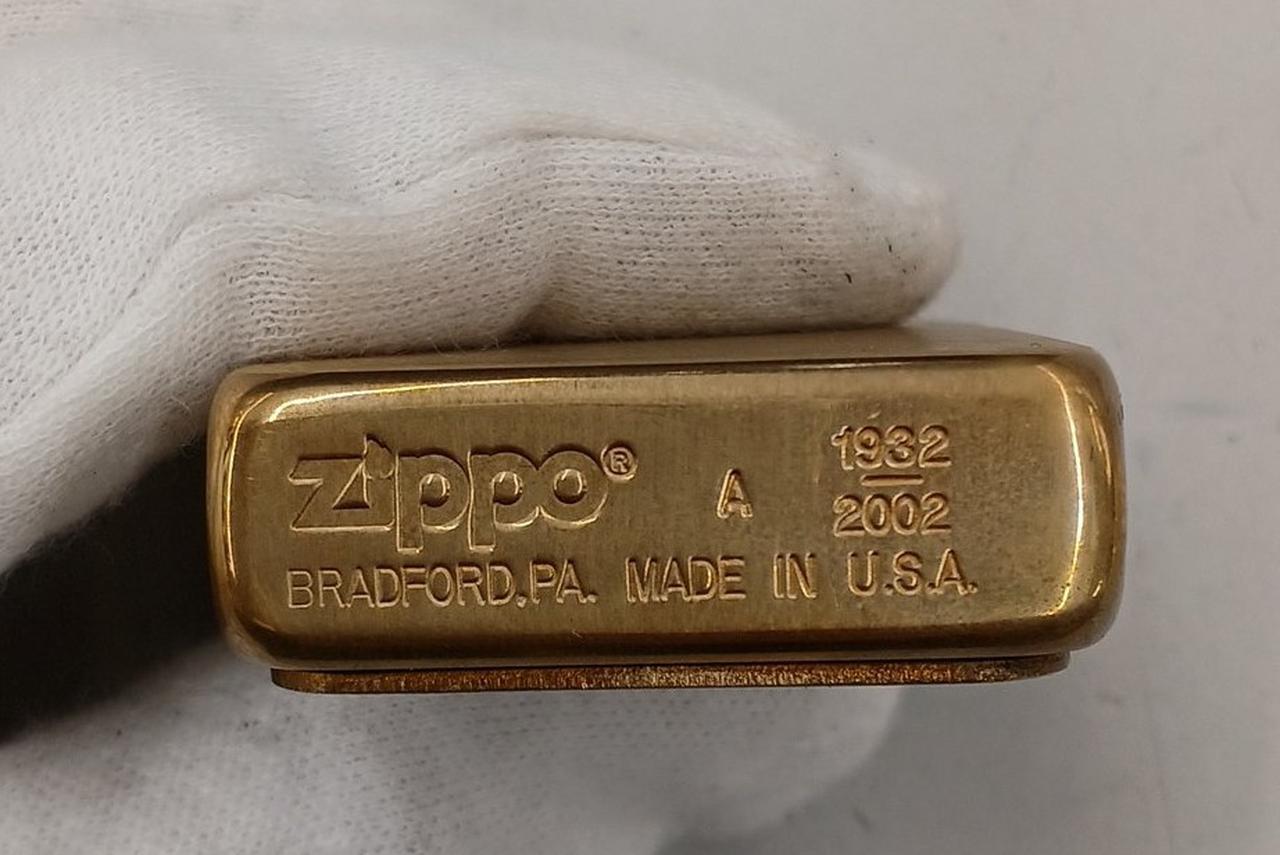 Zippo® A 1932
2002
BRADFORD.PA. MADE IN U.S.A.